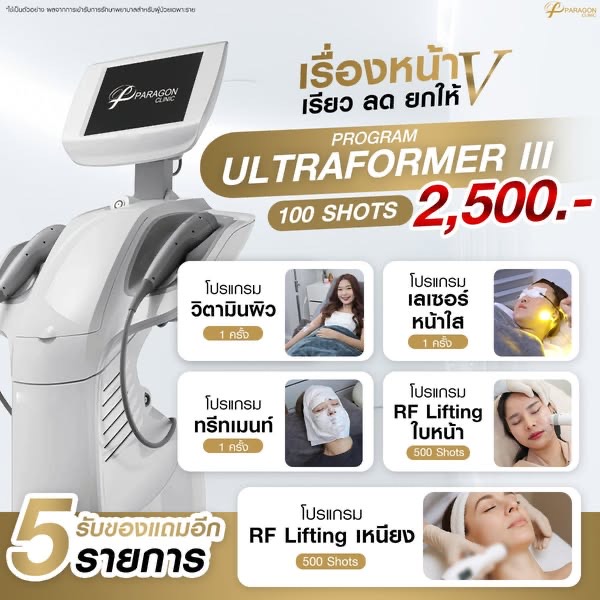 *ใช้เป็นตัวอย่าง ผลจากการเข้ารับการรักษาพยาบาลสำหรับผู้ป่วยเฉพาะราย
PARAGON
CLINIC
PARAGON
CLINIC
เรื่องหน้า V
เรียว ลด ยกให้
PROGRAM
ULTRAFORMER III
100 SHOTS 2,500.-
โปรแกรม
วิตามินผิว
1 ครั้ง
โปรแกรม
เลเซอร์
หน้าใส
1 ครั้ง
โปรแกรม
ทรีทเมนท์
1 ครั้ง
โปรแกรม
RF Lifting
ใบหน้า
500 Shots
5 รับของแถมอีก
รายการ
โปรแกรม
RF Lifting เหนียง
500 Shots